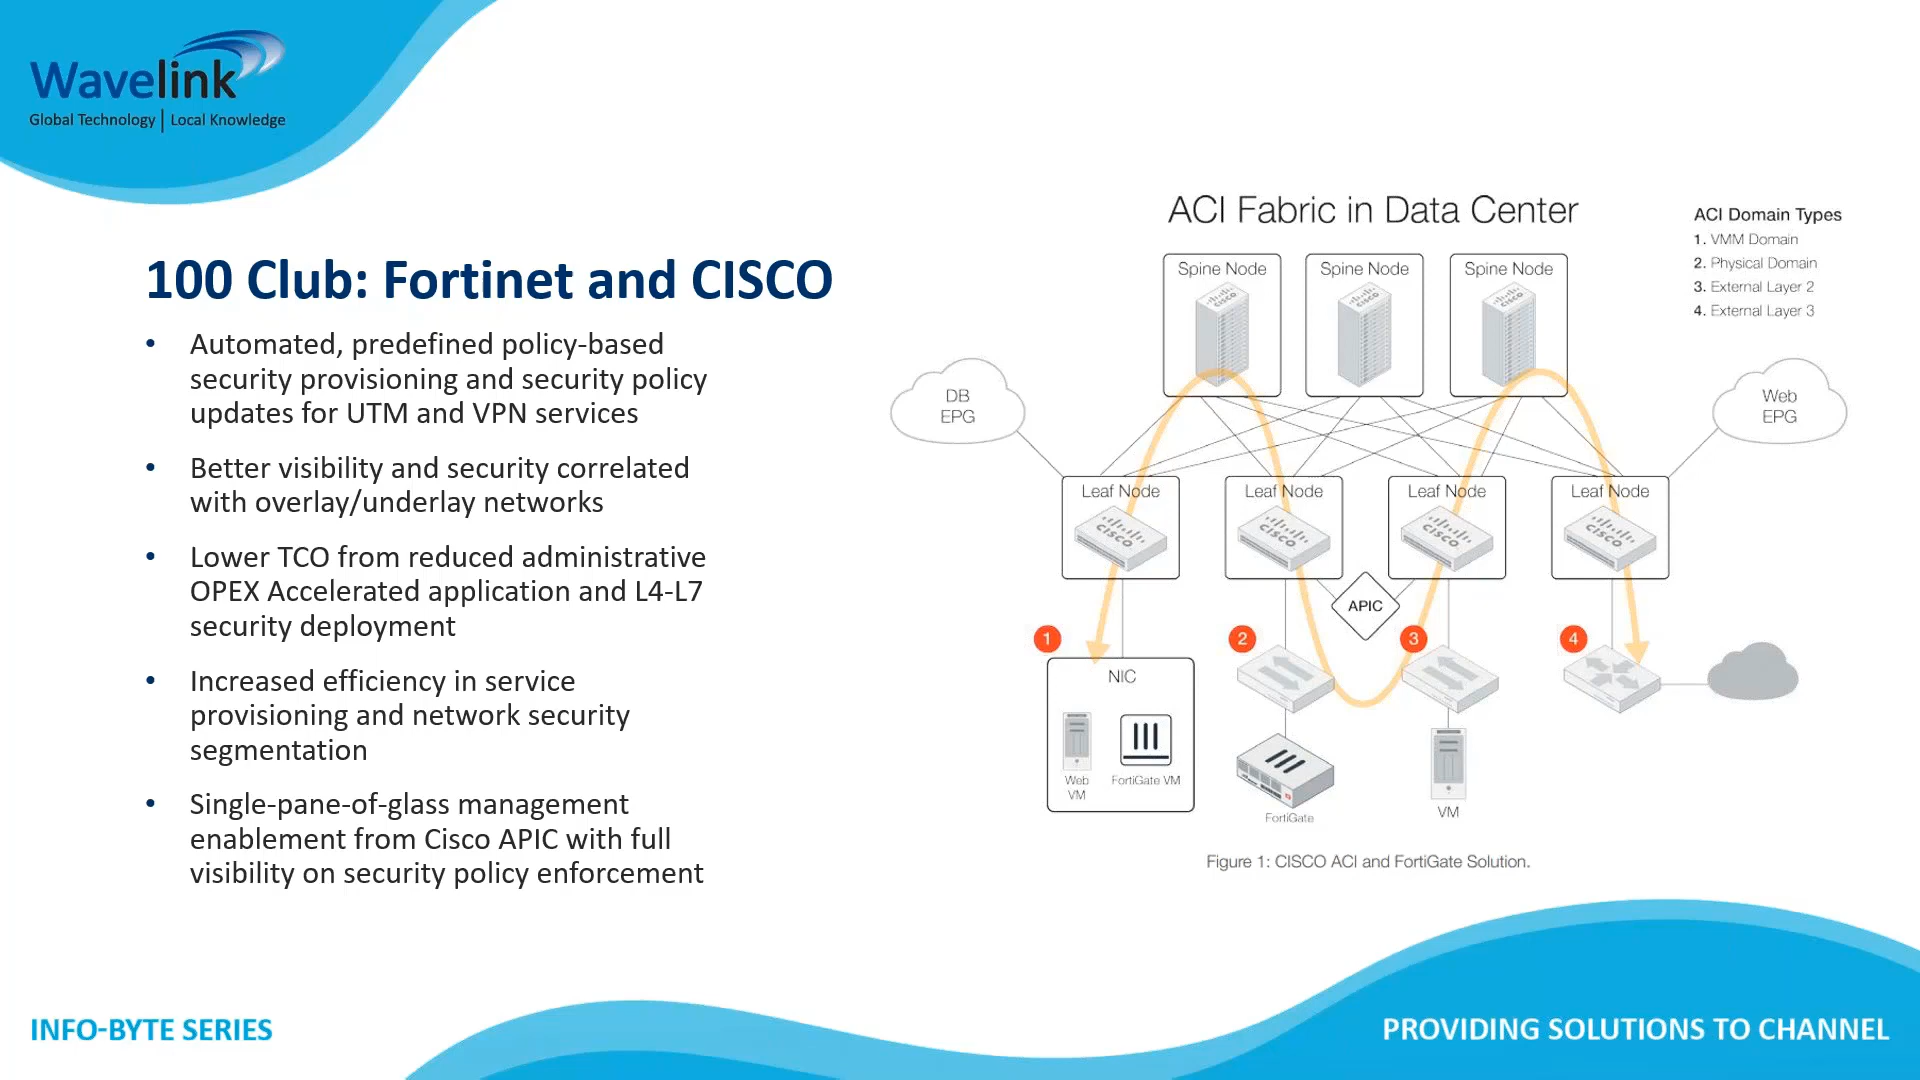 Wavelink
Global Technology | Local Knowledge
100 Club: Fortinet and CISCO
• Automated, predefined policy-based
security provisioning and security policy
updates for UTM and VPN services
• Better visibility and security correlated
with overlay/underlay networks
• Lower TCO from reduced administrative
OPEX Accelerated application and L4-L7
security deployment
• Increased efficiency in service
provisioning and network security
segmentation
• Single-pane-of-glass management
enablement from Cisco APIC with full
visibility on security policy enforcement
ACI Fabric in Data Center
ACI Domain Types
1. VMM Domain
2. Physical Domain
3. External Layer 2
4. External Layer 3
Spine Node
CISCO
Spine Node
CISCO
Spine Node
CISCO
DB
EPG
Web
EPG
Leaf Node
CISCO
Leaf Node
CISCO
Leaf Node
CISCO
Leaf Node
CISCO
APIC
1
2
3
4
NIC
Web
VM
FortiGate VM
FortiGate
VM
Figure 1: CISCO ACI and FortiGate Solution.
INFO-BYTE SERIES
PROVIDING SOLUTIONS TO CHANNEL